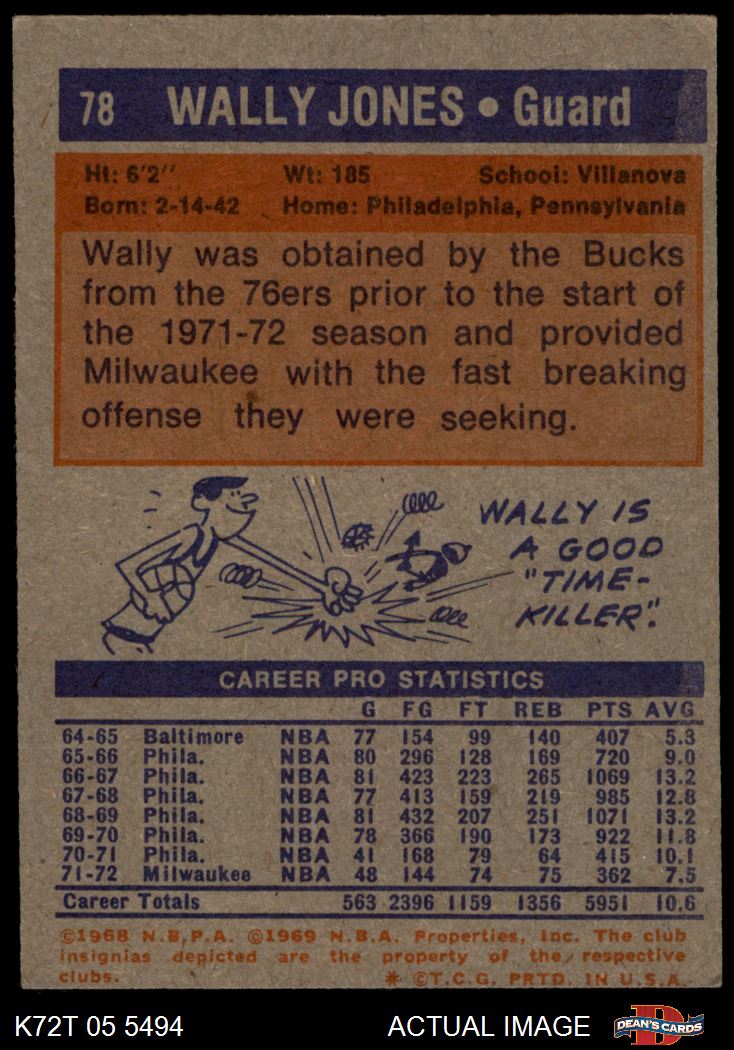 78 WALLY JONES • Guard
Ht: 6'2" Wt: 185 School: Villanova
Born: 2-14-42 Home: Philadelphia, Pennsylvania
Wally was obtained by the Bucks
from the 76ers prior to the start of
the 1971-72 season and provided
Milwaukee with the fast breaking
offense they were seeking.
WALLY IS
A GOOD
"TIME-
KILLER".
CAREER PRO STATISTICS
G FG FT REB PTS AVG
64-65 Baltimore NBA 77 154 99 140 407 5.3
65-66 Phila. NBA 80 296 128 169 720 9.0
66-67 Phila. NBA 81 423 223 265 1069 13.2
67-68 Phila. NBA 77 413 159 219 985 12.8
68-69 Phila. NBA 81 432 207 251 1071 13.2
69-70 Phila. NBA 78 366 190 173 922 11.8
70-71 Phila. NBA 41 168 79 64 415 10.1
71-72 Milwaukee NBA 48 144 74 75 362 7.5
Career Totals 563 2396 1159 1356 5951 10.6
©1968 N.B.P.A. ©1969 N.B.A. Properties, Inc. The club
insignias depicted are the property of the respective
clubs. * ©T.C.G. PRTD. IN U.S.A.
K72T 05 5494 ACTUAL IMAGE D DEAN'S CARDS